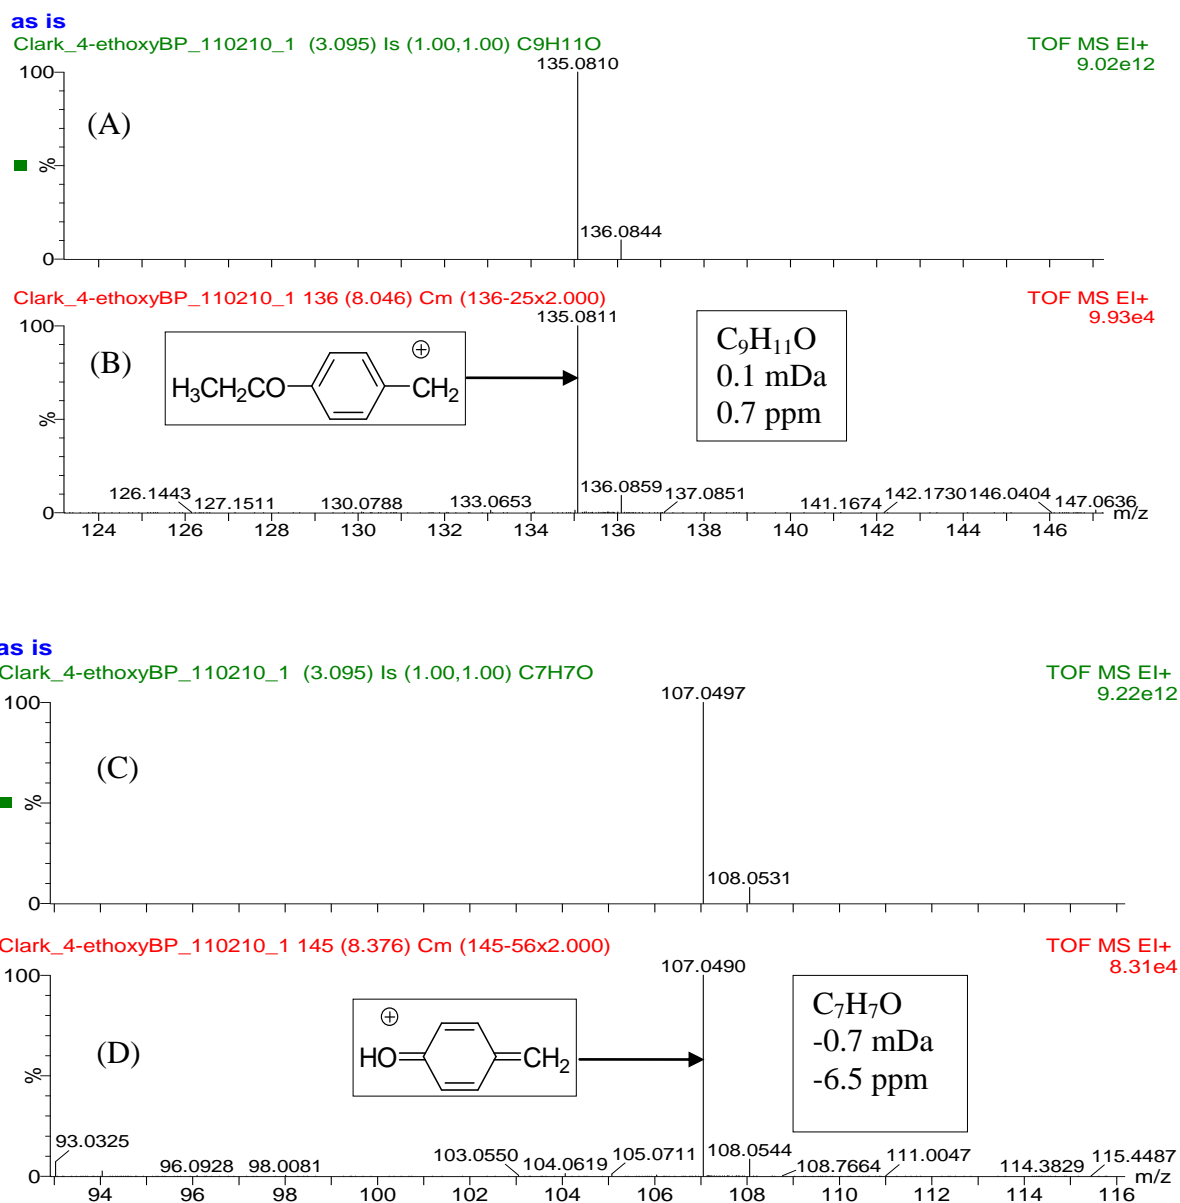 as is
Clark_4-ethoxyBP_110210_1 (3.095) Is (1.00,1.00) C9H11O
TOF MS EI+
9.02e12
135.0810
100
(A)
%
136.0844
0
Clark_4-ethoxyBP_110210_1 136 (8.046) Cm (136-25x2.000)
TOF MS EI+
9.93e4
135.0811
100
(B)
H₃CH₂CO
⊕
CH₂
C₉H₁₁O
0.1 mDa
0.7 ppm
%
126.1443
127.1511
130.0788
133.0653
136.0859
137.0851
141.1674
142.1730
146.0404
147.0636
0
m/z
124 126 128 130 132 134 136 138 140 142 144 146
as is
Clark_4-ethoxyBP_110210_1 (3.095) Is (1.00,1.00) C7H7O
TOF MS EI+
9.22e12
107.0497
100
(C)
%
108.0531
0
Clark_4-ethoxyBP_110210_1 145 (8.376) Cm (145-56x2.000)
TOF MS EI+
8.31e4
107.0490
100
(D)
⊕
HO
CH₂
C₇H₇O
-0.7 mDa
-6.5 ppm
%
93.0325
96.0928
98.0081
103.0550
104.0619
105.0711
108.0544
108.7664
111.0047
114.3829
115.4487
0
m/z
94 96 98 100 102 104 106 108 110 112 114 116